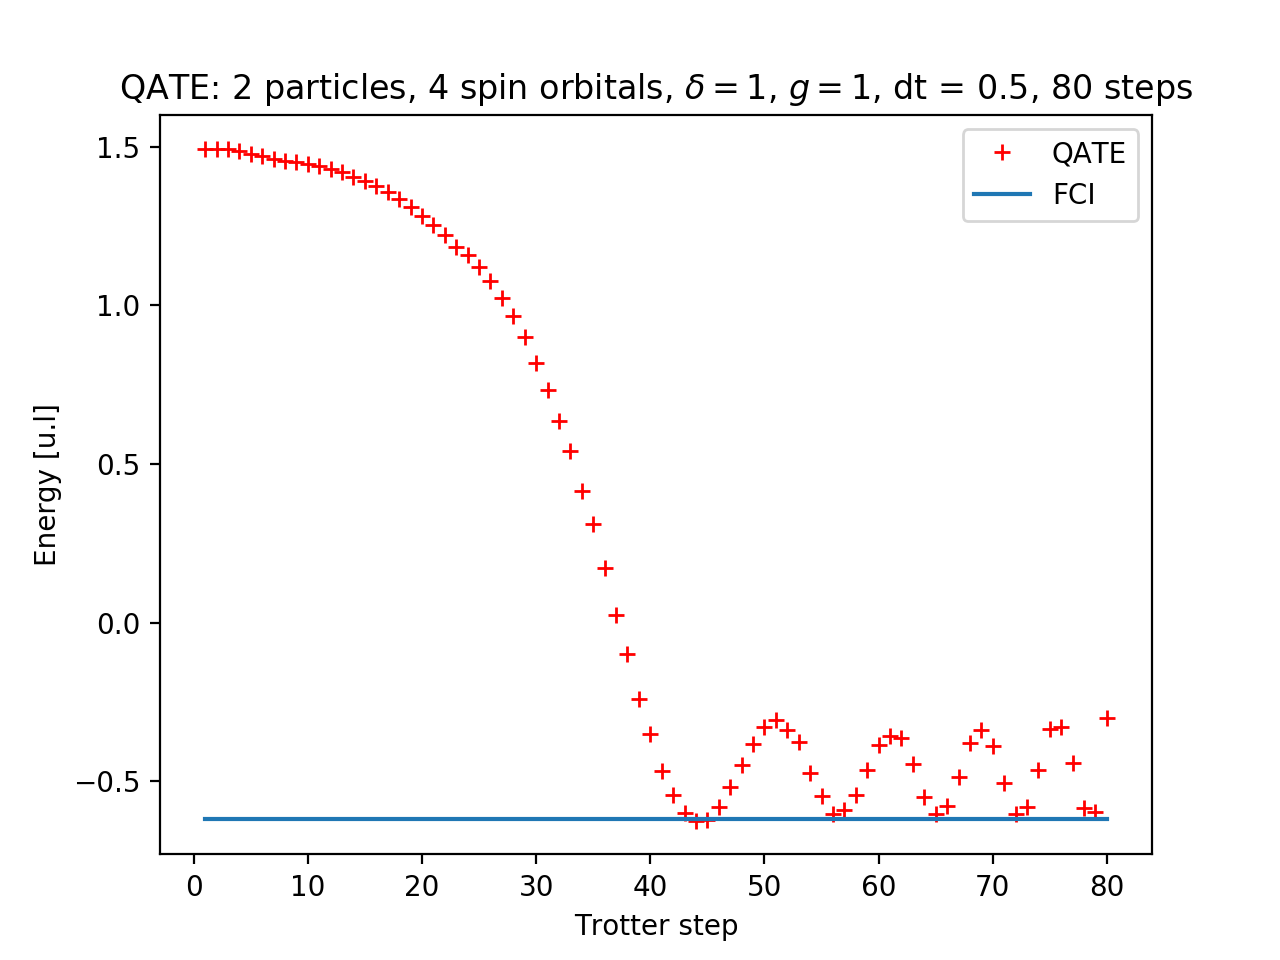 QATE: 2 particles, 4 spin orbitals, δ = 1, g = 1, dt = 0.5, 80 steps
QATE
FCI
1.5
1.0
0.5
0.0
−0.5
Energy [u.l]
0 10 20 30 40 50 60 70 80
Trotter step